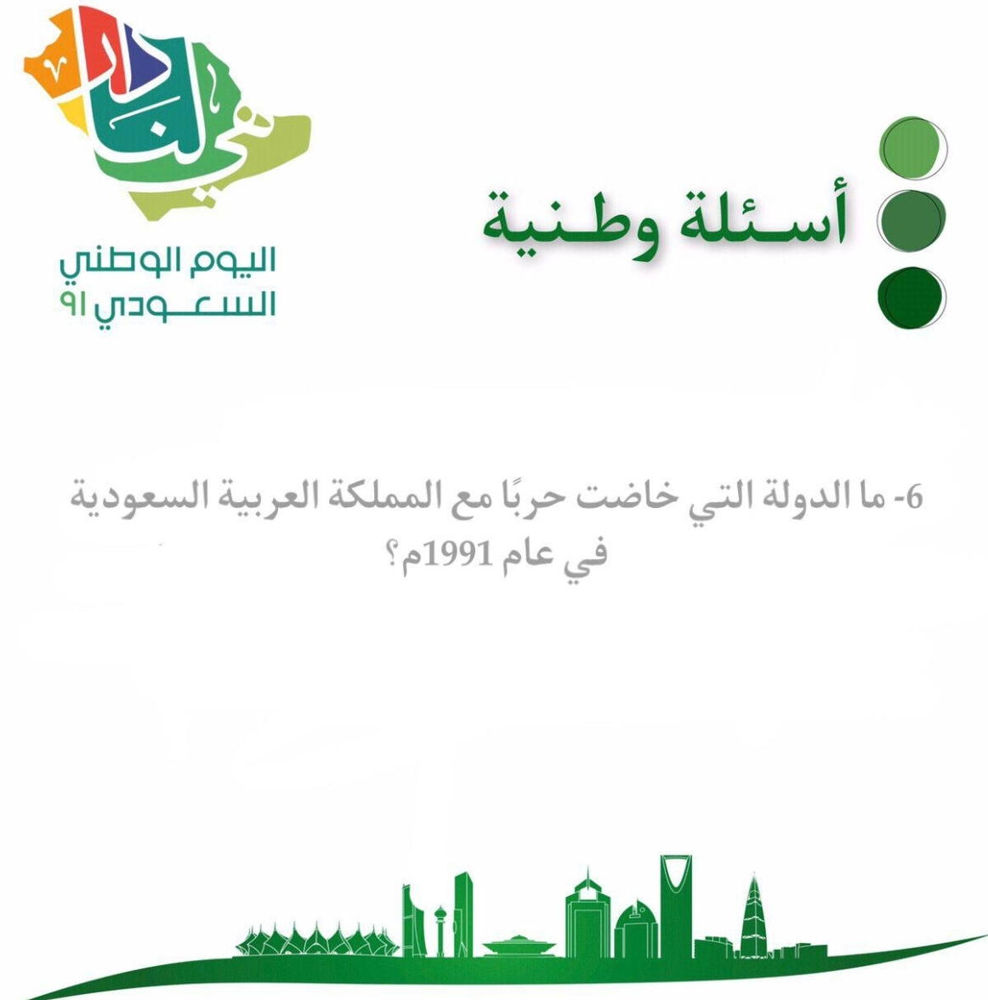 هي لنا دار
اليوم الوطني
السعودي ٩١
أسئلة وطنية
6- ما الدولة التي خاضت حربًا مع المملكة العربية السعودية
في عام 1991م؟